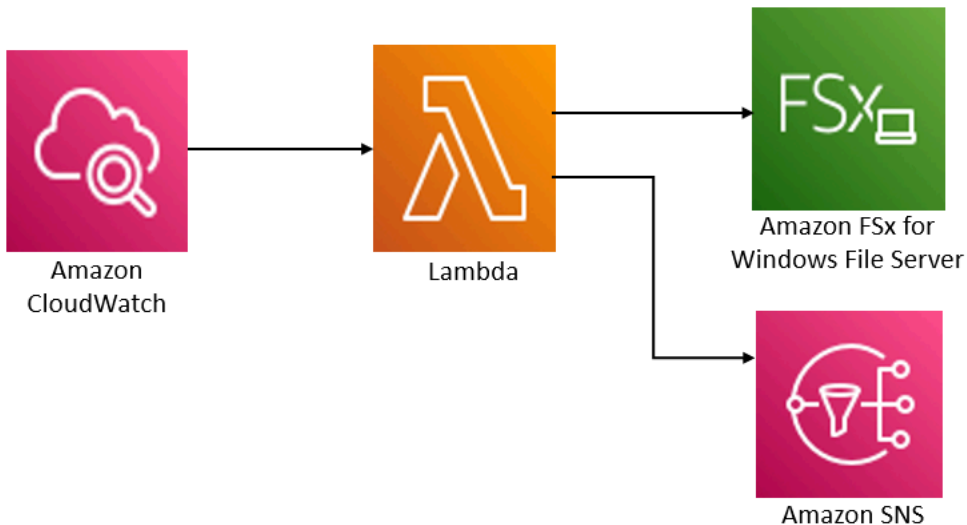 Amazon
CloudWatch
Lambda
FSx
Amazon FSx for
Windows File Server
Amazon SNS